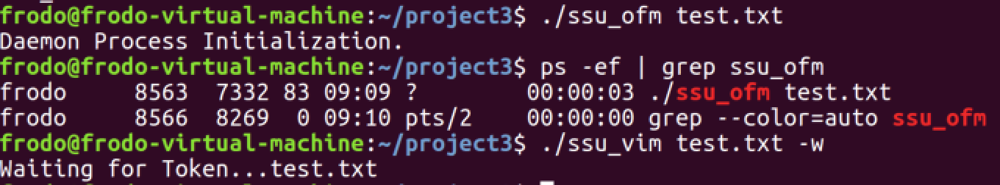 frodo@frodo-virtual-machine:~/project3$ ./ssu_ofm test.txt
Daemon Process Initialization.
frodo@frodo-virtual-machine:~/project3$ ps -ef | grep ssu_ofm
frodo     8563  7332 83 09:09 ?        00:00:03 ./ssu_ofm test.txt
frodo     8566  8269  0 09:10 pts/2    00:00:00 grep --color=auto ssu_ofm
frodo@frodo-virtual-machine:~/project3$ ./ssu_vim test.txt -w
Waiting for Token...test.txt